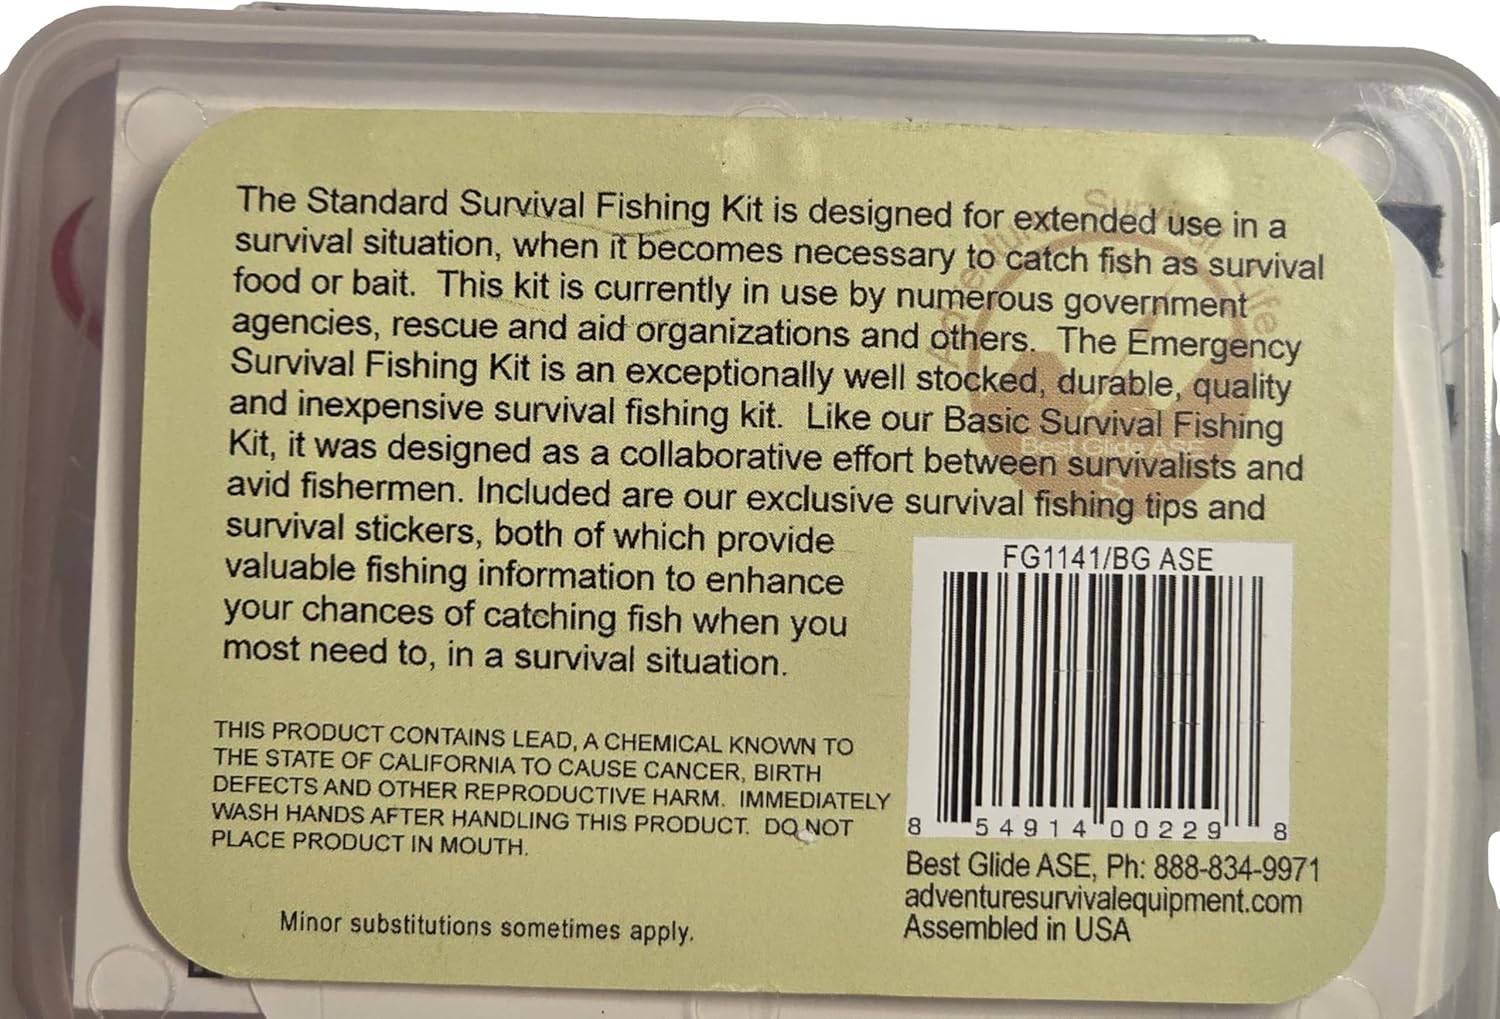 The Standard Survival Fishing Kit is designed for extended use in a
survival situation, when it becomes necessary to catch fish as survival
food or bait.  This kit is currently in use by numerous government
agencies, rescue and aid organizations and others.  The Emergency
Survival Fishing Kit is an exceptionally well stocked, durable, quality
and inexpensive survival fishing kit.  Like our Basic Survival Fishing
Kit, it was designed as a collaborative effort between survivalists and
avid fishermen. Included are our exclusive survival fishing tips and
survival stickers, both of which provide
valuable fishing information to enhance
your chances of catching fish when you
most need to, in a survival situation.
THIS PRODUCT CONTAINS LEAD, A CHEMICAL KNOWN TO
THE STATE OF CALIFORNIA TO CAUSE CANCER, BIRTH
DEFECTS AND OTHER REPRODUCTIVE HARM.  IMMEDIATELY
WASH HANDS AFTER HANDLING THIS PRODUCT.  DO NOT
PLACE PRODUCT IN MOUTH.
Minor substitutions sometimes apply.
FG1141/BG ASE
8 54914 00229 8
Best Glide ASE, Ph: 888-834-9971
adventuresurvivalequipment.com
Assembled in USA